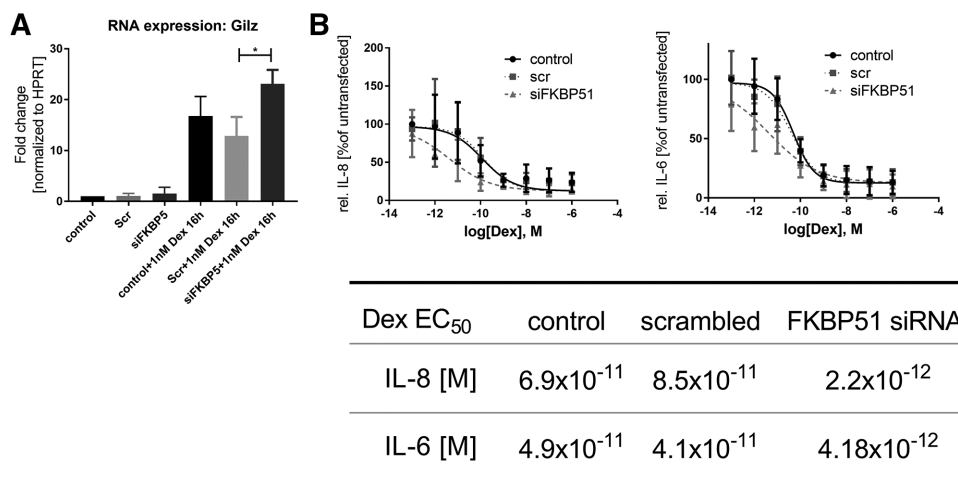 A
RNA expression: Gilz
Fold change
[normalized to HPRT]
30
20
10
0
*
control
Scr
siFKBP5
control+1nM Dex 16h
Scr+1nM Dex 16h
siFKBP5+1nM Dex 16h
B
rel. IL-8 [%of untransfected]
200
150
100
50
0
-14
-12
-10
-8
-6
-4
log[Dex], M
control
scr
siFKBP51
rel. IL-6 [%of untransfected]
100
50
0
-14
-12
-10
-8
-6
-4
log[Dex], M
control
scr
siFKBP51
Dex EC50 control scrambled FKBP51 siRNA
IL-8 [M] 6.9x10-11 8.5x10-11 2.2x10-12
IL-6 [M] 4.9x10-11 4.1x10-11 4.18x10-12